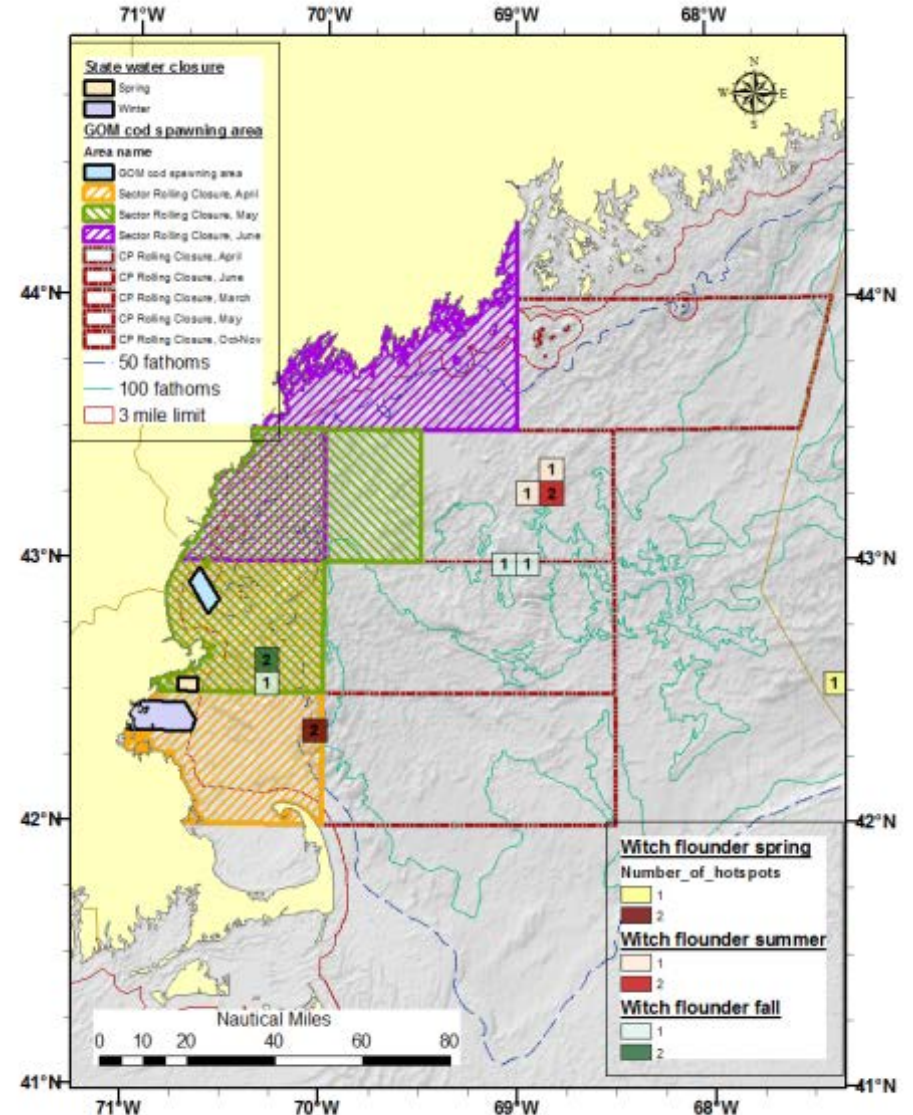 71°W 70°W 69°W 68°W
State water closure
Spring
Winter
GOM cod spawning area
Area name
GOM cod spawning area
Sector Rolling Closure, April
Sector Rolling Closure, May
Sector Rolling Closure, June
CP Rolling Closure, April
CP Rolling Closure, June
CP Rolling Closure, March
CP Rolling Closure, May
CP Rolling Closure, Oct-Nov
50 fathoms
100 fathoms
3 mile limit
N
W E
S
44°N 44°N
1
1 2
43°N 43°N
1 1
2
1
1
2
42°N 42°N
Witch flounder spring
Number_of_hotspots
1
2
Witch flounder summer
1
2
Witch flounder fall
1
2
Nautical Miles
0 10 20 40 60 80
41°N 41°N
71°W 70°W 69°W 68°W